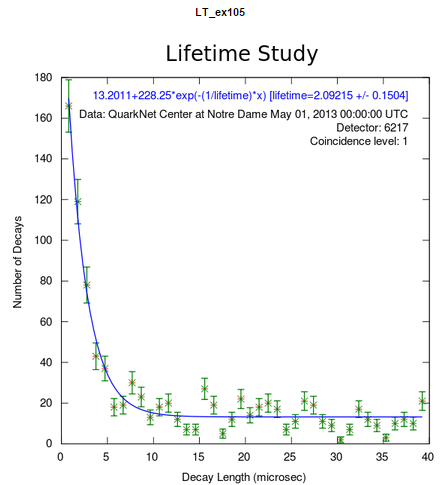 LT_ex105
Lifetime Study
13.2011+228.25*exp(-(1/lifetime)*x) [lifetime=2.09215 +/- 0.1504]
Data: QuarkNet Center at Notre Dame May 01, 2013 00:00:00 UTC
Detector: 6217
Coincidence level: 1
Number of Decays
180
160
140
120
100
80
60
40
20
0
0 5 10 15 20 25 30 35 40
Decay Length (microsec)